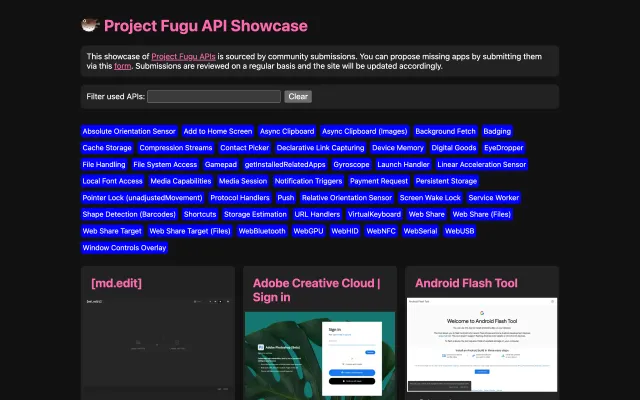 Project Fugu API Showcase
This showcase of Project Fugu APIs is sourced by community submissions. You can propose missing apps by submitting them
via this form. Submissions are reviewed on a regular basis and the site will be updated accordingly.
Filter used APIs: Clear
Absolute Orientation Sensor Add to Home Screen Async Clipboard Async Clipboard (Images) Background Fetch Badging
Cache Storage Compression Streams Contact Picker Declarative Link Capturing Device Memory Digital Goods EyeDropper
File Handling File System Access Gamepad getInstalledRelatedApps Gyroscope Launch Handler Linear Acceleration Sensor
Local Font Access Media Capabilities Media Session Notification Triggers Payment Request Persistent Storage
Pointer Lock (unadjustedMovement) Protocol Handlers Push Relative Orientation Sensor Screen Wake Lock Service Worker
Shape Detection (Barcodes) Shortcuts Storage Estimation URL Handlers VirtualKeyboard Web Share Web Share (Files)
Web Share Target Web Share Target (Files) WebBluetooth WebGPU WebHID WebNFC WebSerial WebUSB
Window Controls Overlay
[md.edit] Adobe Creative Cloud | Android Flash Tool
Sign in
[md.edit]
Sign in
Android Flash Tool
Welcome to Android Flash Tool